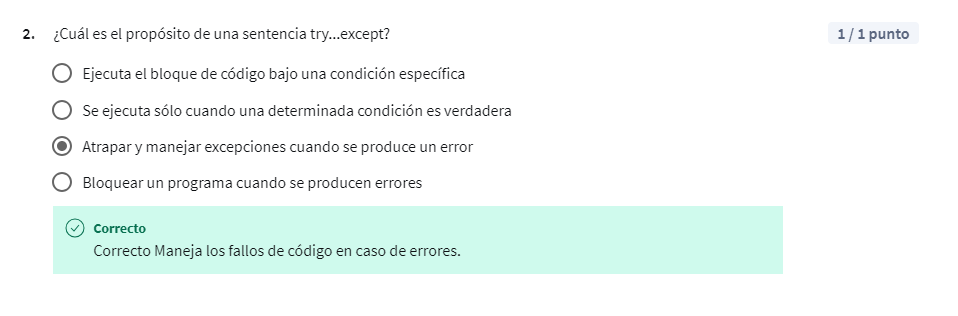 2. ¿Cuál es el propósito de una sentencia try...except?
1 / 1 punto
Ejecuta el bloque de código bajo una condición específica
Se ejecuta sólo cuando una determinada condición es verdadera
Atrapar y manejar excepciones cuando se produce un error
Bloquear un programa cuando se producen errores
Correcto
Correcto Maneja los fallos de código en caso de errores.